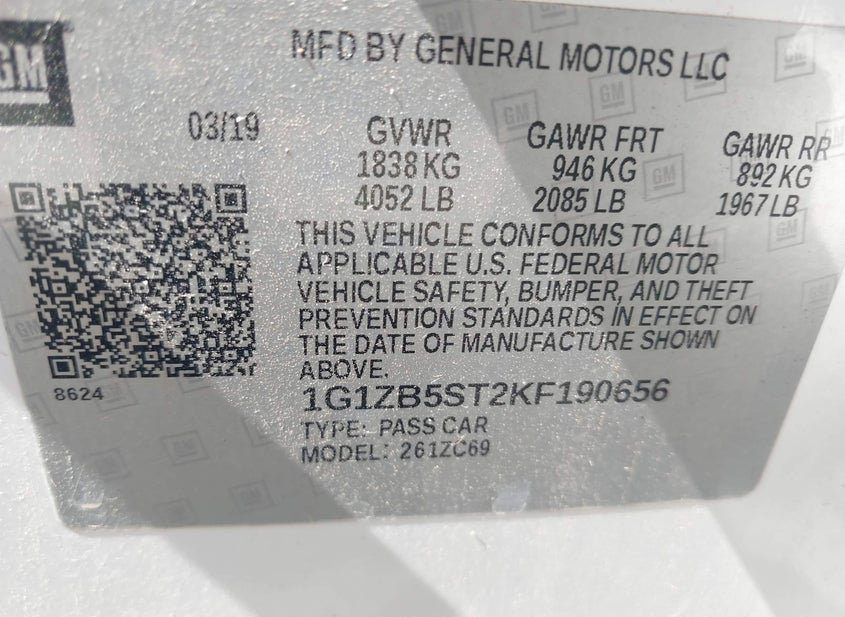 GM
MFD BY GENERAL MOTORS LLC
03/19
GVWR
1838 KG
4052 LB
GAWR FRT
946 KG
2085 LB
GAWR RR
892 KG
1967 LB
THIS VEHICLE CONFORMS TO ALL
APPLICABLE U.S. FEDERAL MOTOR
VEHICLE SAFETY, BUMPER, AND THEFT
PREVENTION STANDARDS IN EFFECT ON
THE DATE OF MANUFACTURE SHOWN
ABOVE.
8624
1G1ZB5ST2KF190656
TYPE: PASS CAR
MODEL: 261ZC69